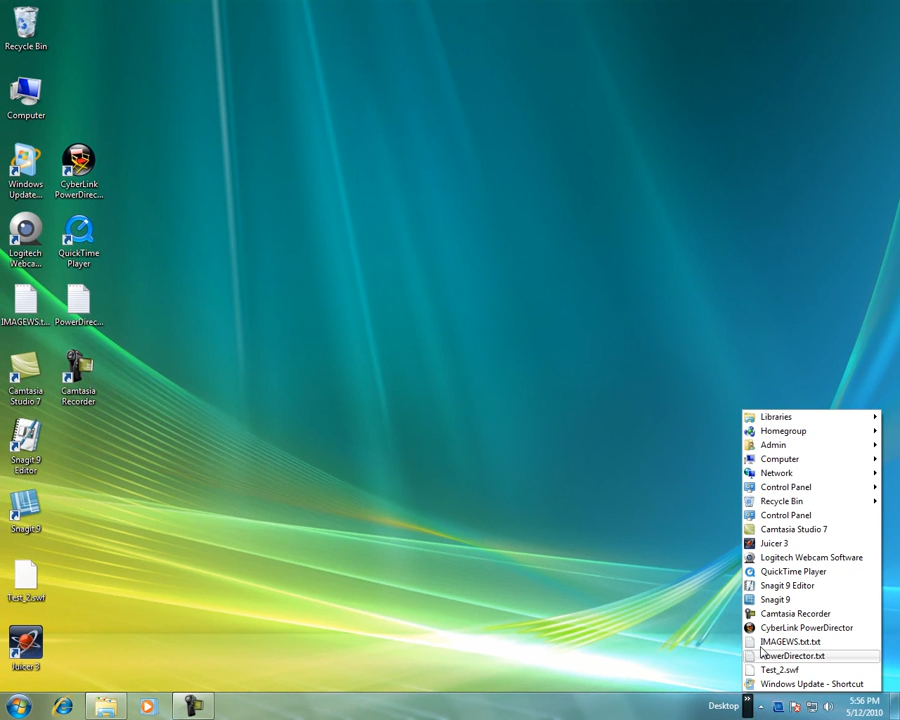 Recycle Bin
Computer
Windows
Update...
CyberLink
PowerDirec...
Logitech
Webca...
QuickTime
Player
IMAGEWS.t...
PowerDirec...
Camtasia
Studio 7
Camtasia
Recorder
Snagit 9
Editor
Snagit 9
Test_2.swf
Juicer 3
Libraries
Homegroup
Admin
Computer
Network
Control Panel
Recycle Bin
Control Panel
Camtasia Studio 7
Juicer 3
Logitech Webcam Software
QuickTime Player
Snagit 9 Editor
Snagit 9
Camtasia Recorder
CyberLink PowerDirector
IMAGEWS.txt.txt
PowerDirector.txt
Test_2.swf
Windows Update - Shortcut
Desktop
5:56 PM
5/12/2010